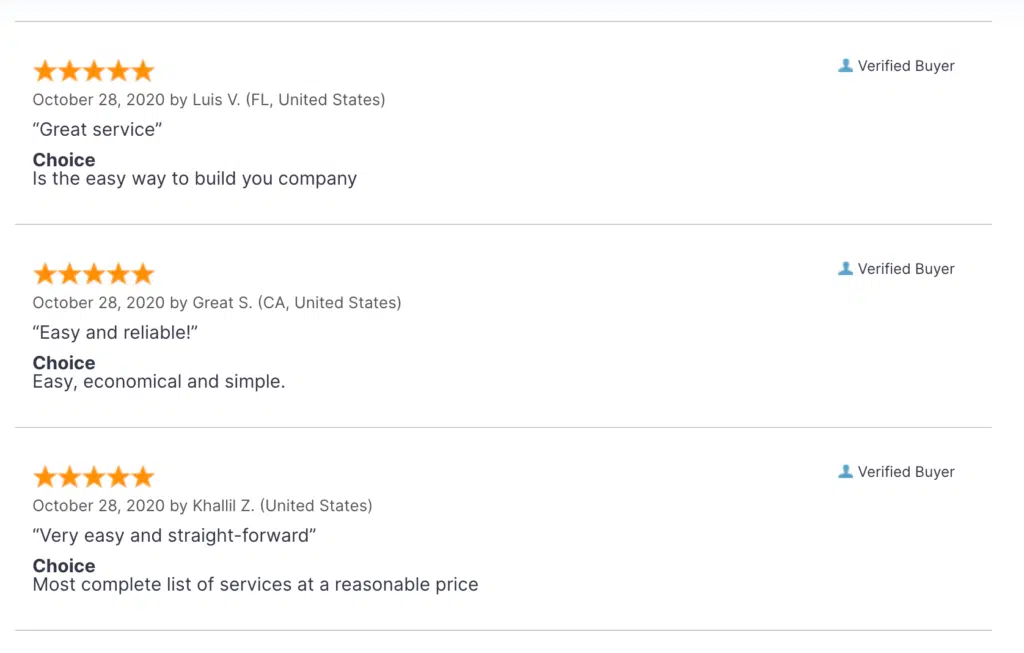 Verified Buyer
October 28, 2020 by Luis V. (FL, United States)
“Great service”
Choice
Is the easy way to build you company
Verified Buyer
October 28, 2020 by Great S. (CA, United States)
“Easy and reliable!”
Choice
Easy, economical and simple.
Verified Buyer
October 28, 2020 by Khallil Z. (United States)
“Very easy and straight-forward”
Choice
Most complete list of services at a reasonable price